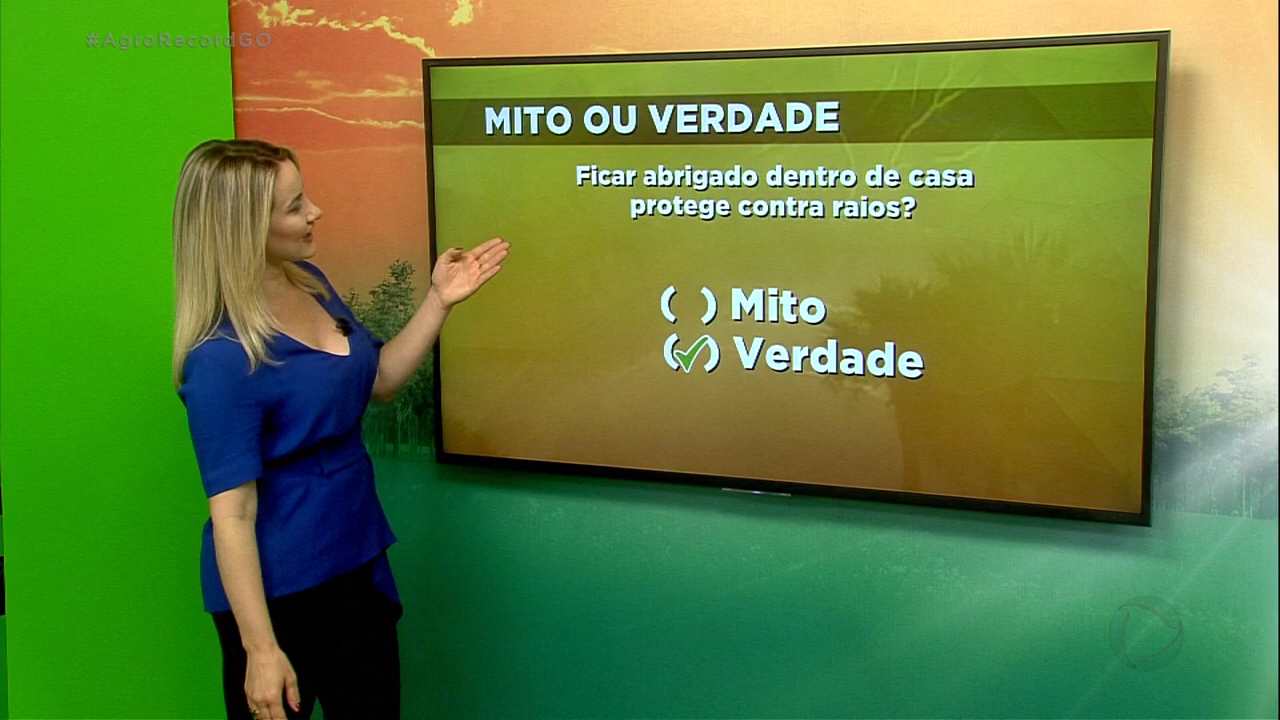 #AgroRecordGO
MITO OU VERDADE
Ficar abrigado dentro de casa
protege contra raios?
( ) Mito
(✓) Verdade